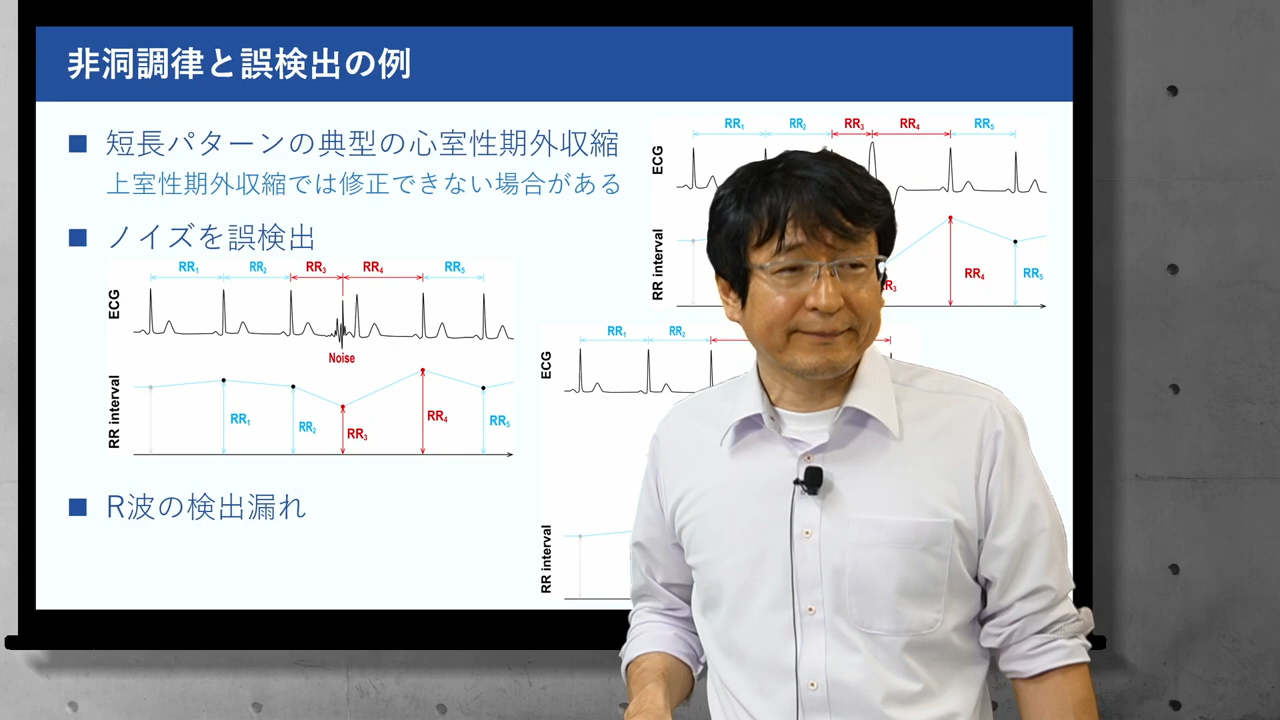 非洞調律と誤検出の例
■ 短長パターンの典型の心室性期外収縮
上室性期外収縮では修正できない場合がある
■ ノイズを誤検出
RR1 RR2 RR3 RR4 RR5
ECG
Noise
RR interval
RR1 RR2 RR3 RR4 RR5
■ R波の検出漏れ
RR1 RR2 RR3 RR4 RR5
ECG
RR interval
RR4 RR5
RR1 RR2
ECG
RR interval